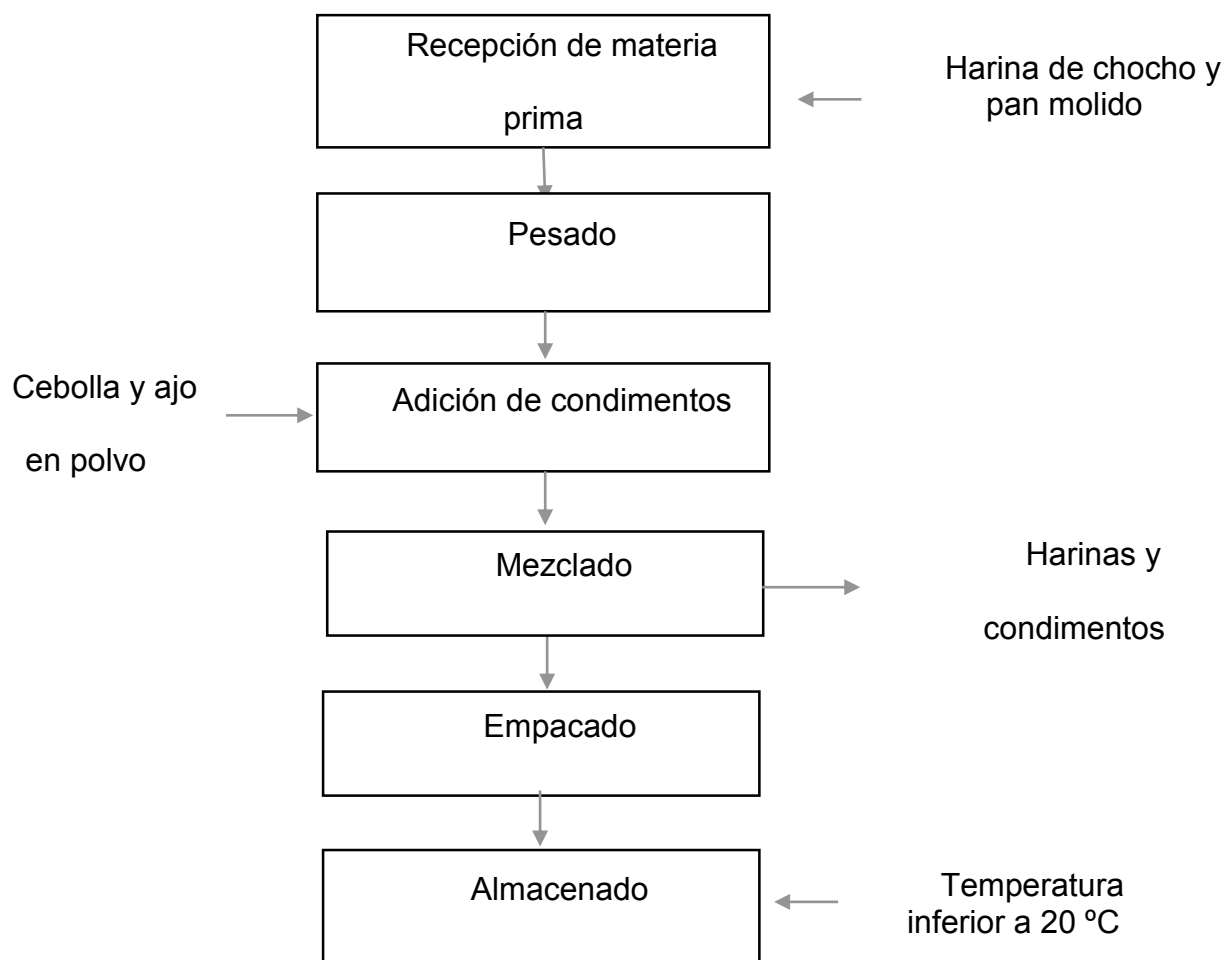 Recepción de materia
prima
Harina de chocho y
pan molido
Pesado
Cebolla y ajo
en polvo
Adición de condimentos
Mezclado
Harinas y
condimentos
Empacado
Almacenado
Temperatura
inferior a 20 ºC